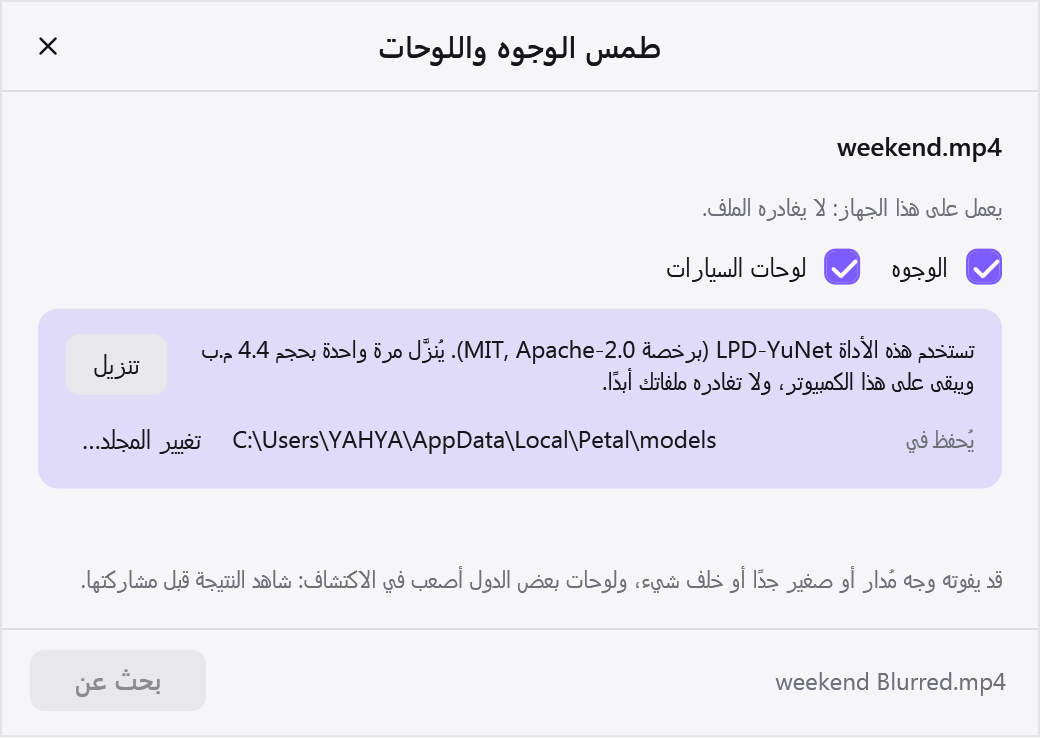 طمس الوجوه واللوحات
weekend.mp4
يعمل على هذا الجهاز: لا يغادره الملف.
الوجوه
لوحات السيارات
تستخدم هذه الأداة LPD-YuNet (برخصة MIT, Apache-2.0). يُنزَّل مرة واحدة بحجم 4.4 م.ب
ويبقى على هذا الكمبيوتر، ولا تغادره ملفاتك أبدًا.
تنزيل
يُحفظ في
C:\Users\YAHYA\AppData\Local\Petal\models
تغيير المجلد...
قد يفوته وجه مُدار أو صغير جدًا أو خلف شيء، ولوحات بعض الدول أصعب في الاكتشاف: شاهد النتيجة قبل مشاركتها.
weekend Blurred.mp4
بحث عن